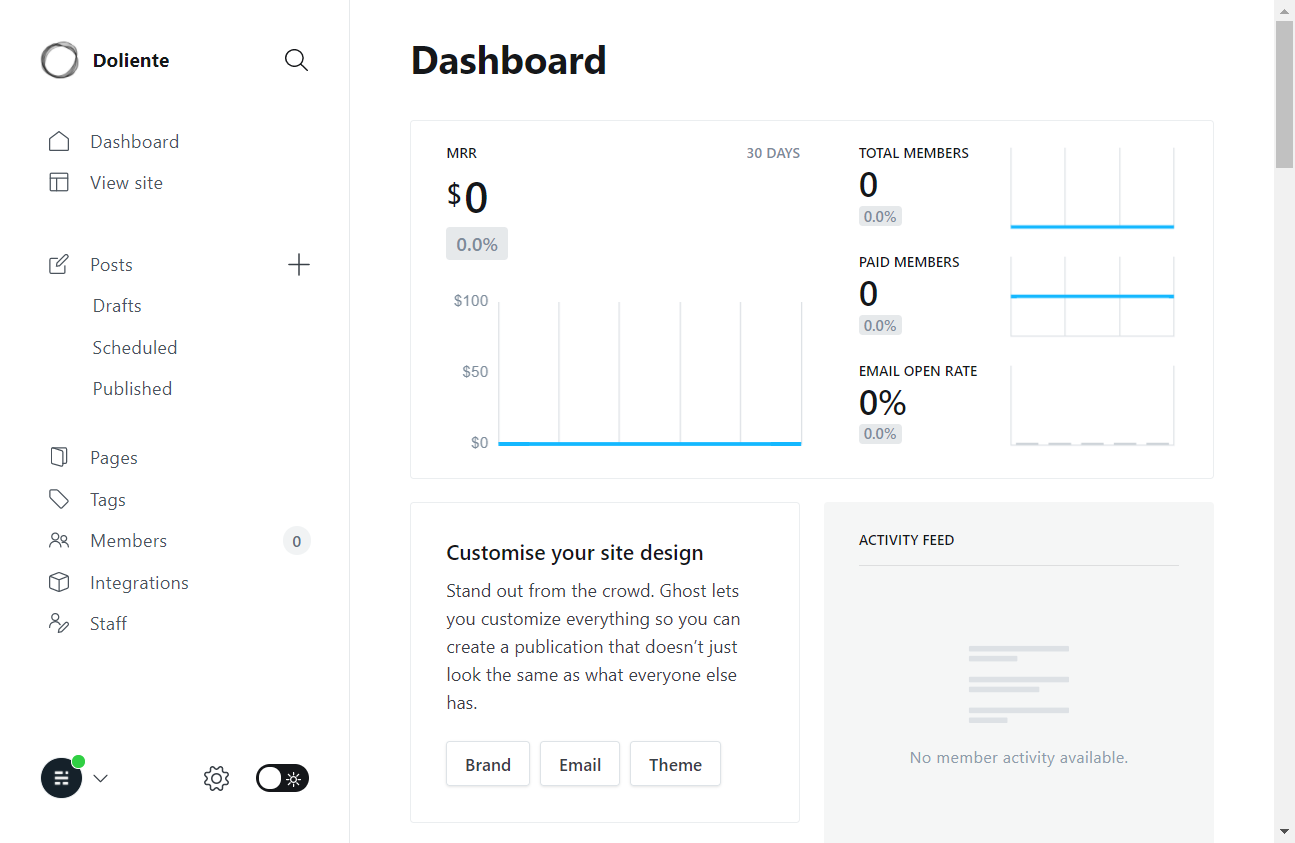 Doliente
Dashboard
View site
Posts
Drafts
Scheduled
Published
Pages
Tags
Members
0
Integrations
Staff
Dashboard
MRR
30 DAYS
$0
0.0%
$100
$50
$0
TOTAL MEMBERS
0
0.0%
PAID MEMBERS
0
0.0%
EMAIL OPEN RATE
0%
0.0%
Customise your site design
Stand out from the crowd. Ghost lets
you customize everything so you can
create a publication that doesn’t just
look the same as what everyone else
has.
Brand
Email
Theme
ACTIVITY FEED
No member activity available.